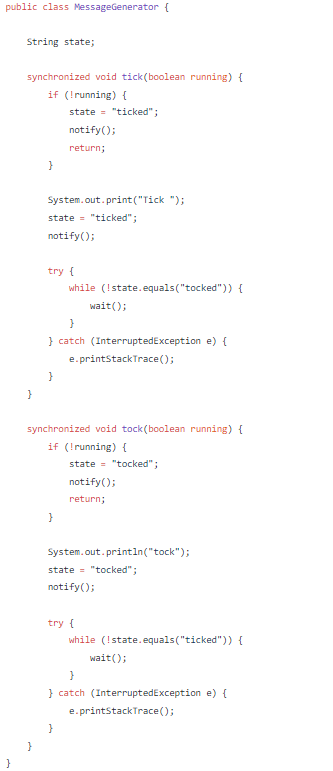 public class MessageGenerator {
    String state;
    synchronized void tick(boolean running) {
        if (!running) {
            state = "ticked";
            notify();
            return;
        }
        System.out.print("Tick ");
        state = "ticked";
        notify();
        try {
            while (!state.equals("tocked")) {
                wait();
            }
        } catch (InterruptedException e) {
            e.printStackTrace();
        }
    }
    synchronized void tock(boolean running) {
        if (!running) {
            state = "tocked";
            notify();
            return;
        }
        System.out.println("tock");
        state = "tocked";
        notify();
        try {
            while (!state.equals("ticked")) {
                wait();
            }
        } catch (InterruptedException e) {
            e.printStackTrace();
        }
    }
}